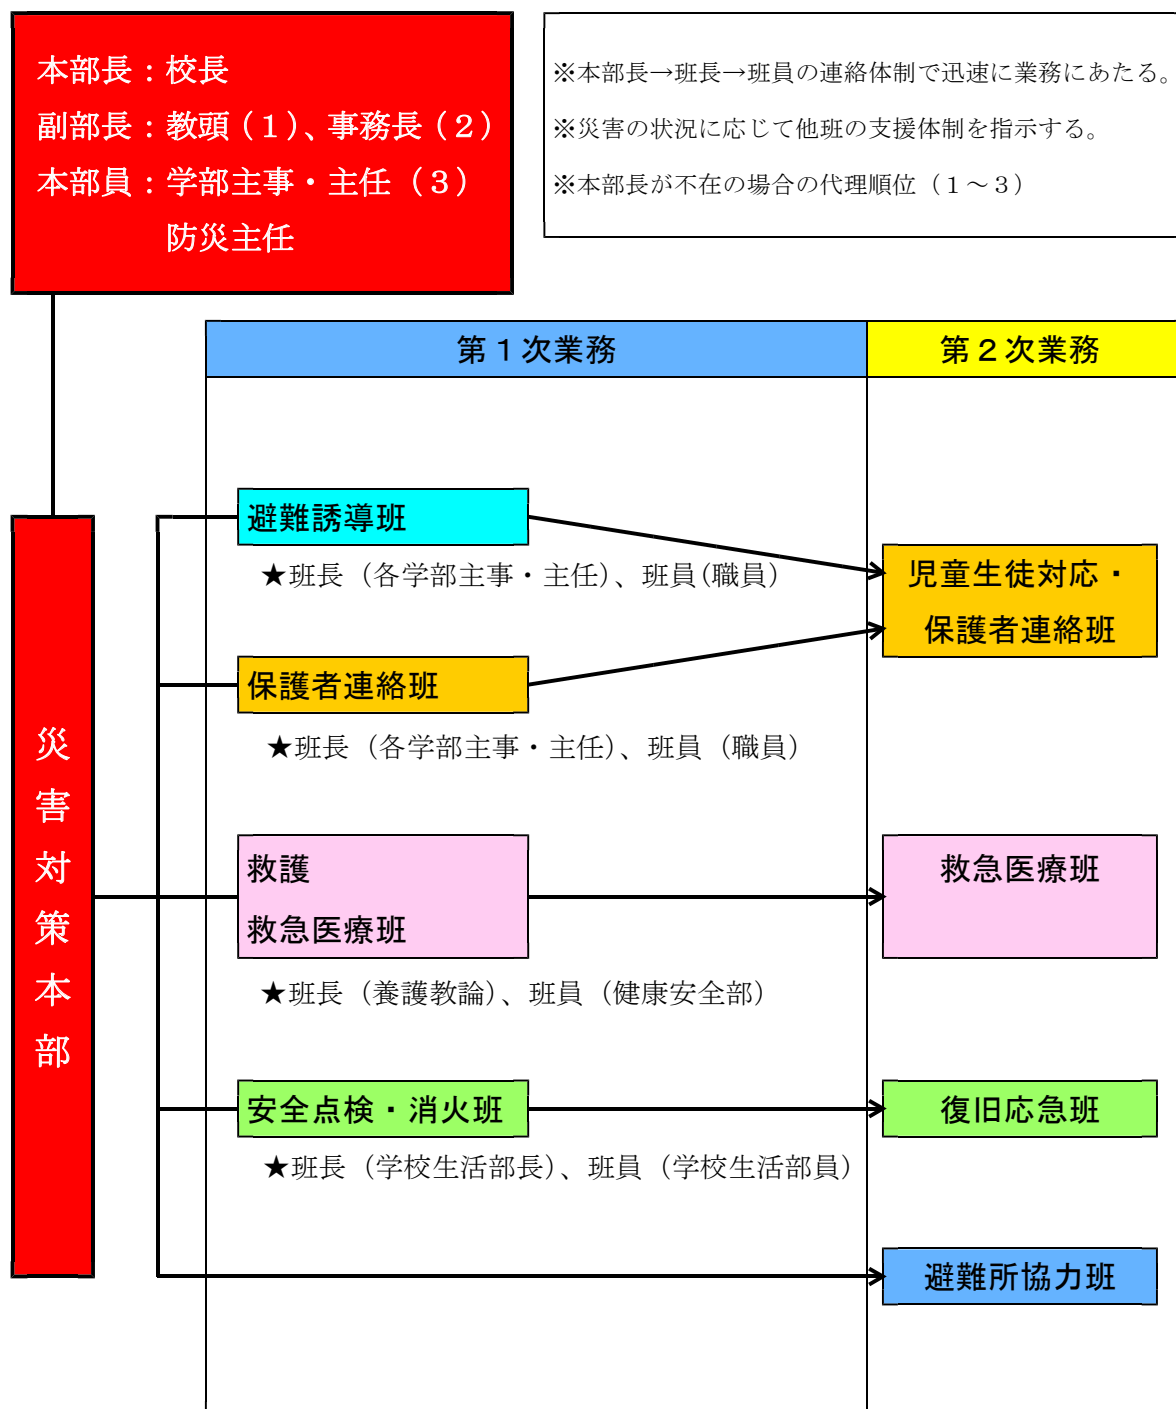 本部長：校長
副部長：教頭（１）、事務長（２）
本部員：学部主事・主任（３）
防災主任
※本部長→班長→班員の連絡体制で迅速に業務にあたる。
※災害の状況に応じて他班の支援体制を指示する。
※本部長が不在の場合の代理順位（１～３）
第１次業務
第２次業務
災害対策本部
避難誘導班
★班長（各学部主事・主任）、班員(職員）
保護者連絡班
★班長（各学部主事・主任）、班員（職員）
児童生徒対応・
保護者連絡班
救護
救急医療班
★班長（養護教論）、班員（健康安全部）
救急医療班
安全点検・消火班
★班長（学校生活部長）、班員（学校生活部員）
復旧応急班
避難所協力班